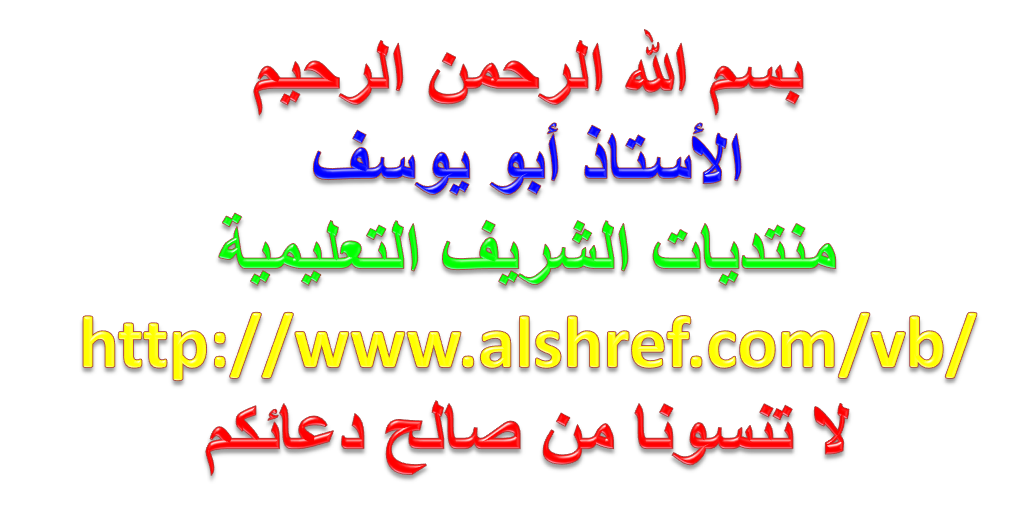 بسم الله الرحمن الرحيم
الأستاذ أبو يوسف
منتديات الشريف التعليمية
http://www.alshref.com/vb/
لا تنسونا من صالح دعائكم